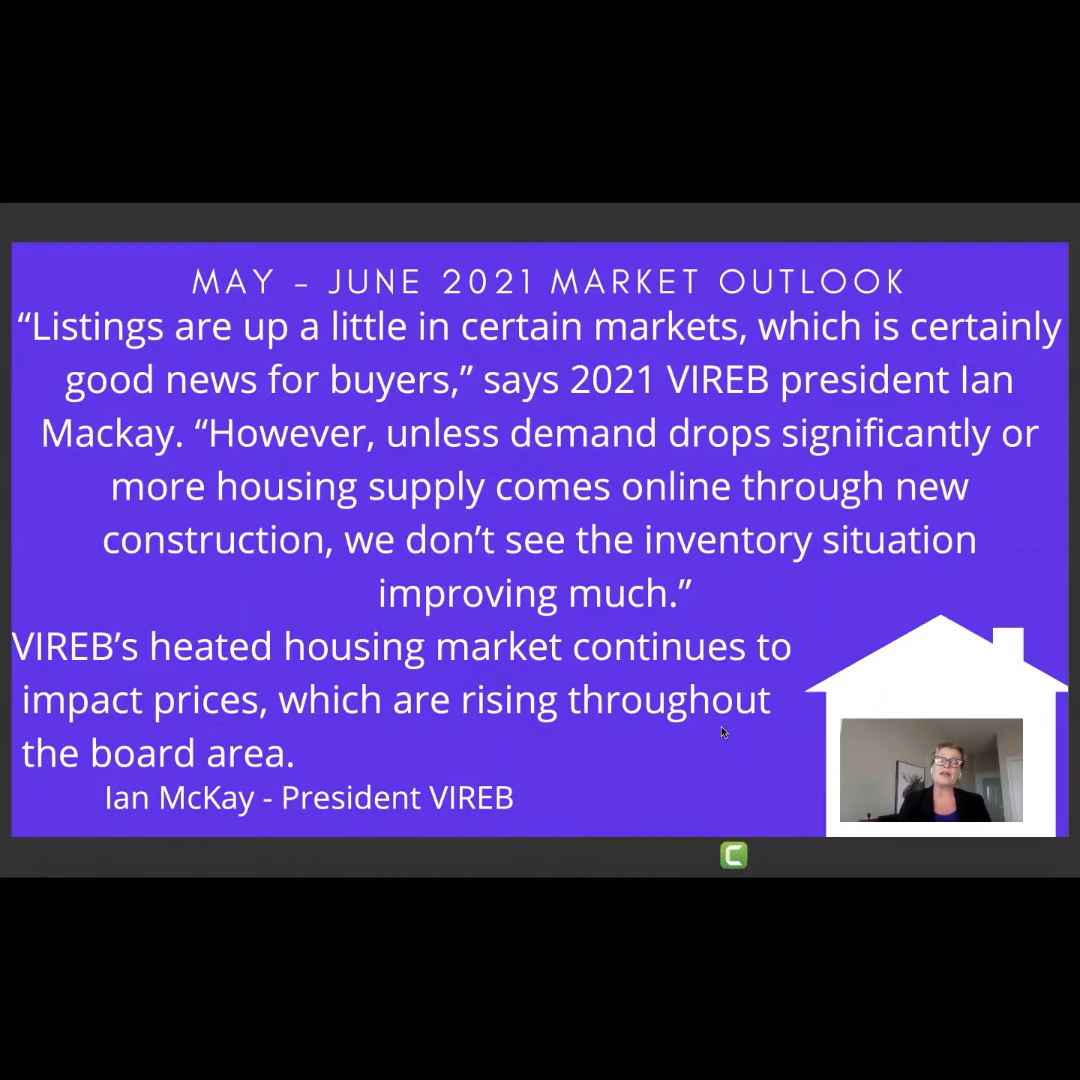 MAY - JUNE 2021 MARKET OUTLOOK
“Listings are up a little in certain markets, which is certainly
good news for buyers,” says 2021 VIREB president Ian
Mackay. “However, unless demand drops significantly or
more housing supply comes online through new
construction, we don’t see the inventory situation
improving much.”
VIREB’s heated housing market continues to
impact prices, which are rising throughout
the board area.
Ian McKay - President VIREB